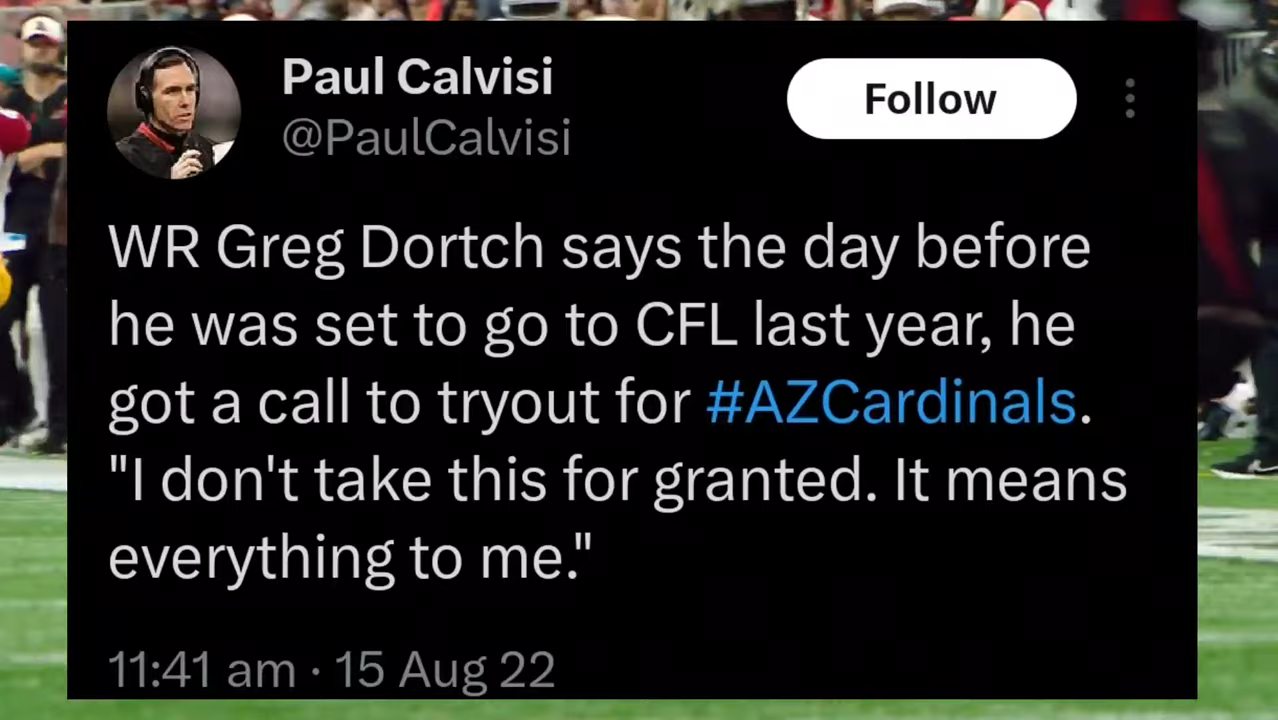 Paul Calvisi
@PaulCalvisi
Follow
WR Greg Dortch says the day before
he was set to go to CFL last year, he
got a call to tryout for #AZCardinals.
"I don't take this for granted. It means
everything to me."
11:41 am · 15 Aug 22